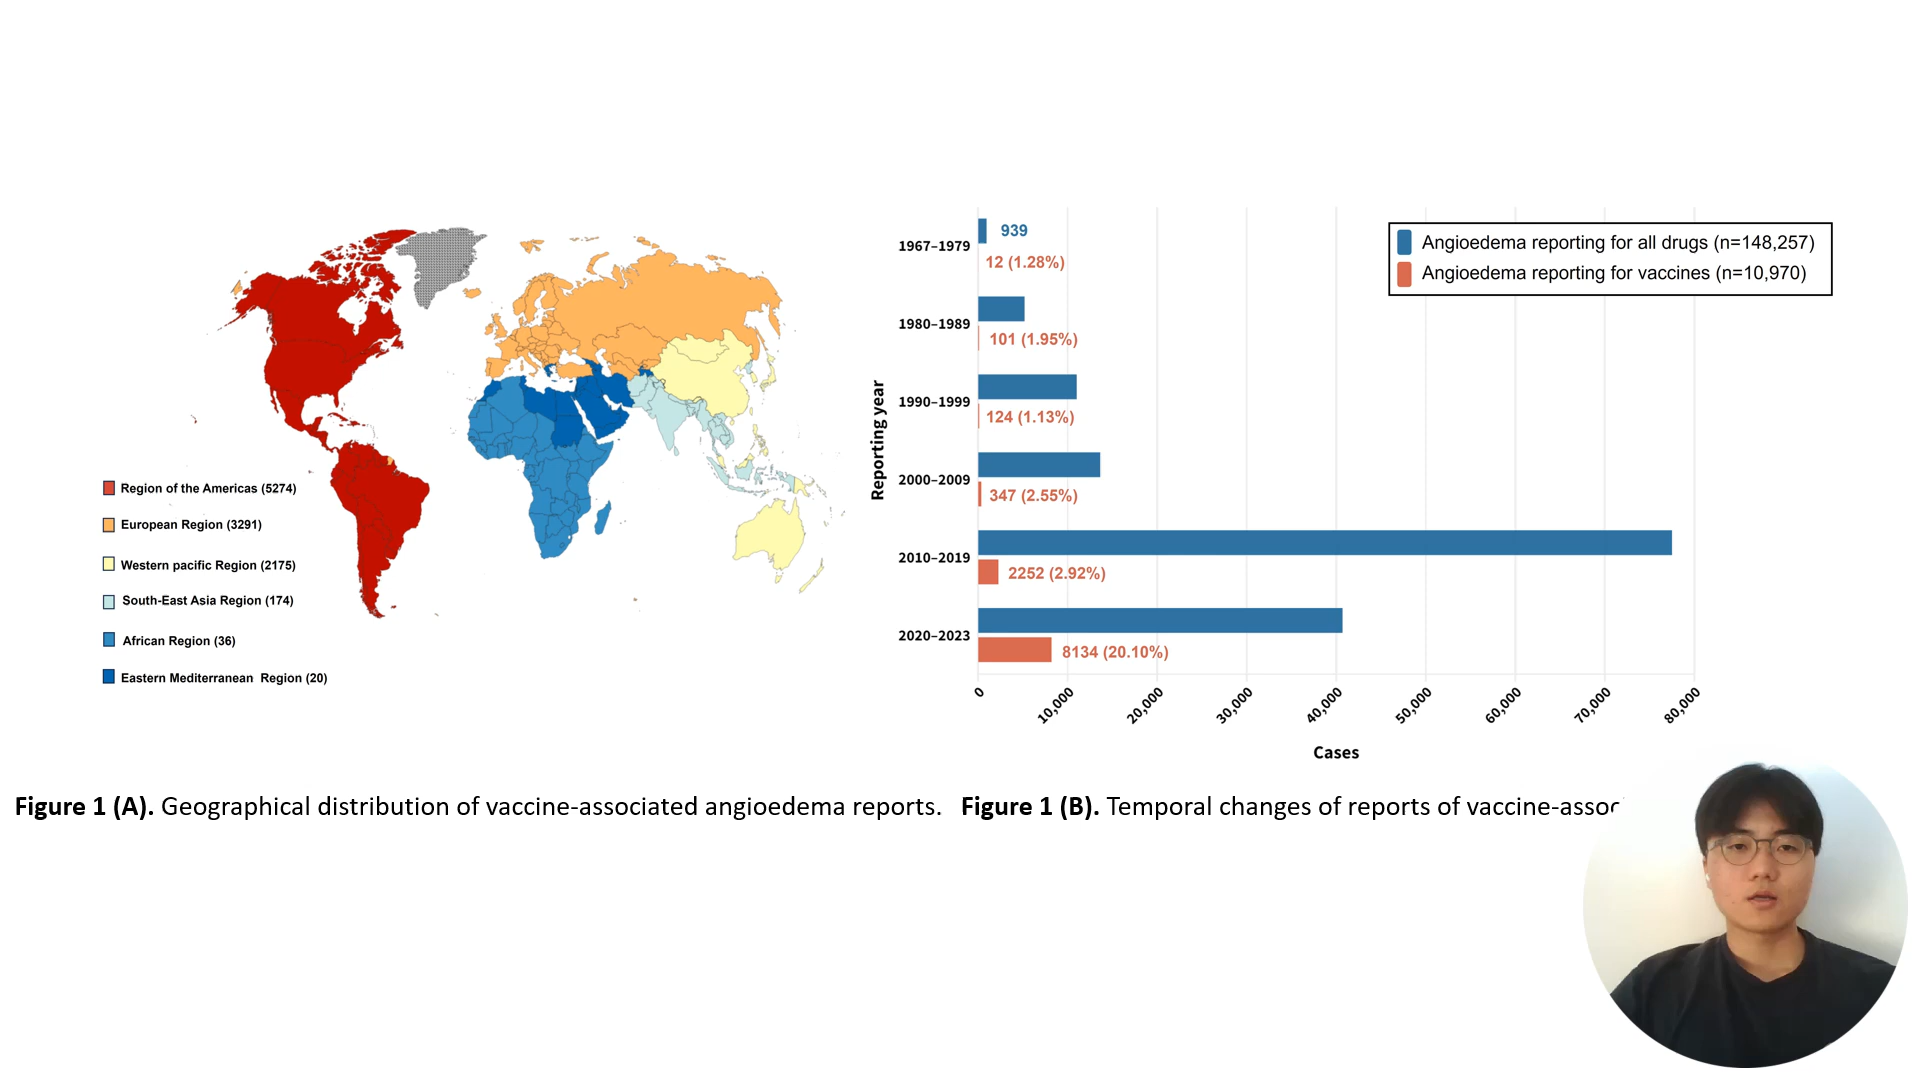 Region of the Americas (5274)
European Region (3291)
Western pacific Region (2175)
South-East Asia Region (174)
African Region (36)
Eastern Mediterranean Region (20)
Reporting year
1967–1979
1980–1989
1990–1999
2000–2009
2010–2019
2020–2023
939
12 (1.28%)
101 (1.95%)
124 (1.13%)
347 (2.55%)
2252 (2.92%)
8134 (20.10%)
Angioedema reporting for all drugs (n=148,257)
Angioedema reporting for vaccines (n=10,970)
0
10,000
20,000
30,000
40,000
50,000
60,000
70,000
80,000
Cases
Figure 1 (A). Geographical distribution of vaccine-associated angioedema reports.
Figure 1 (B). Temporal changes of reports of